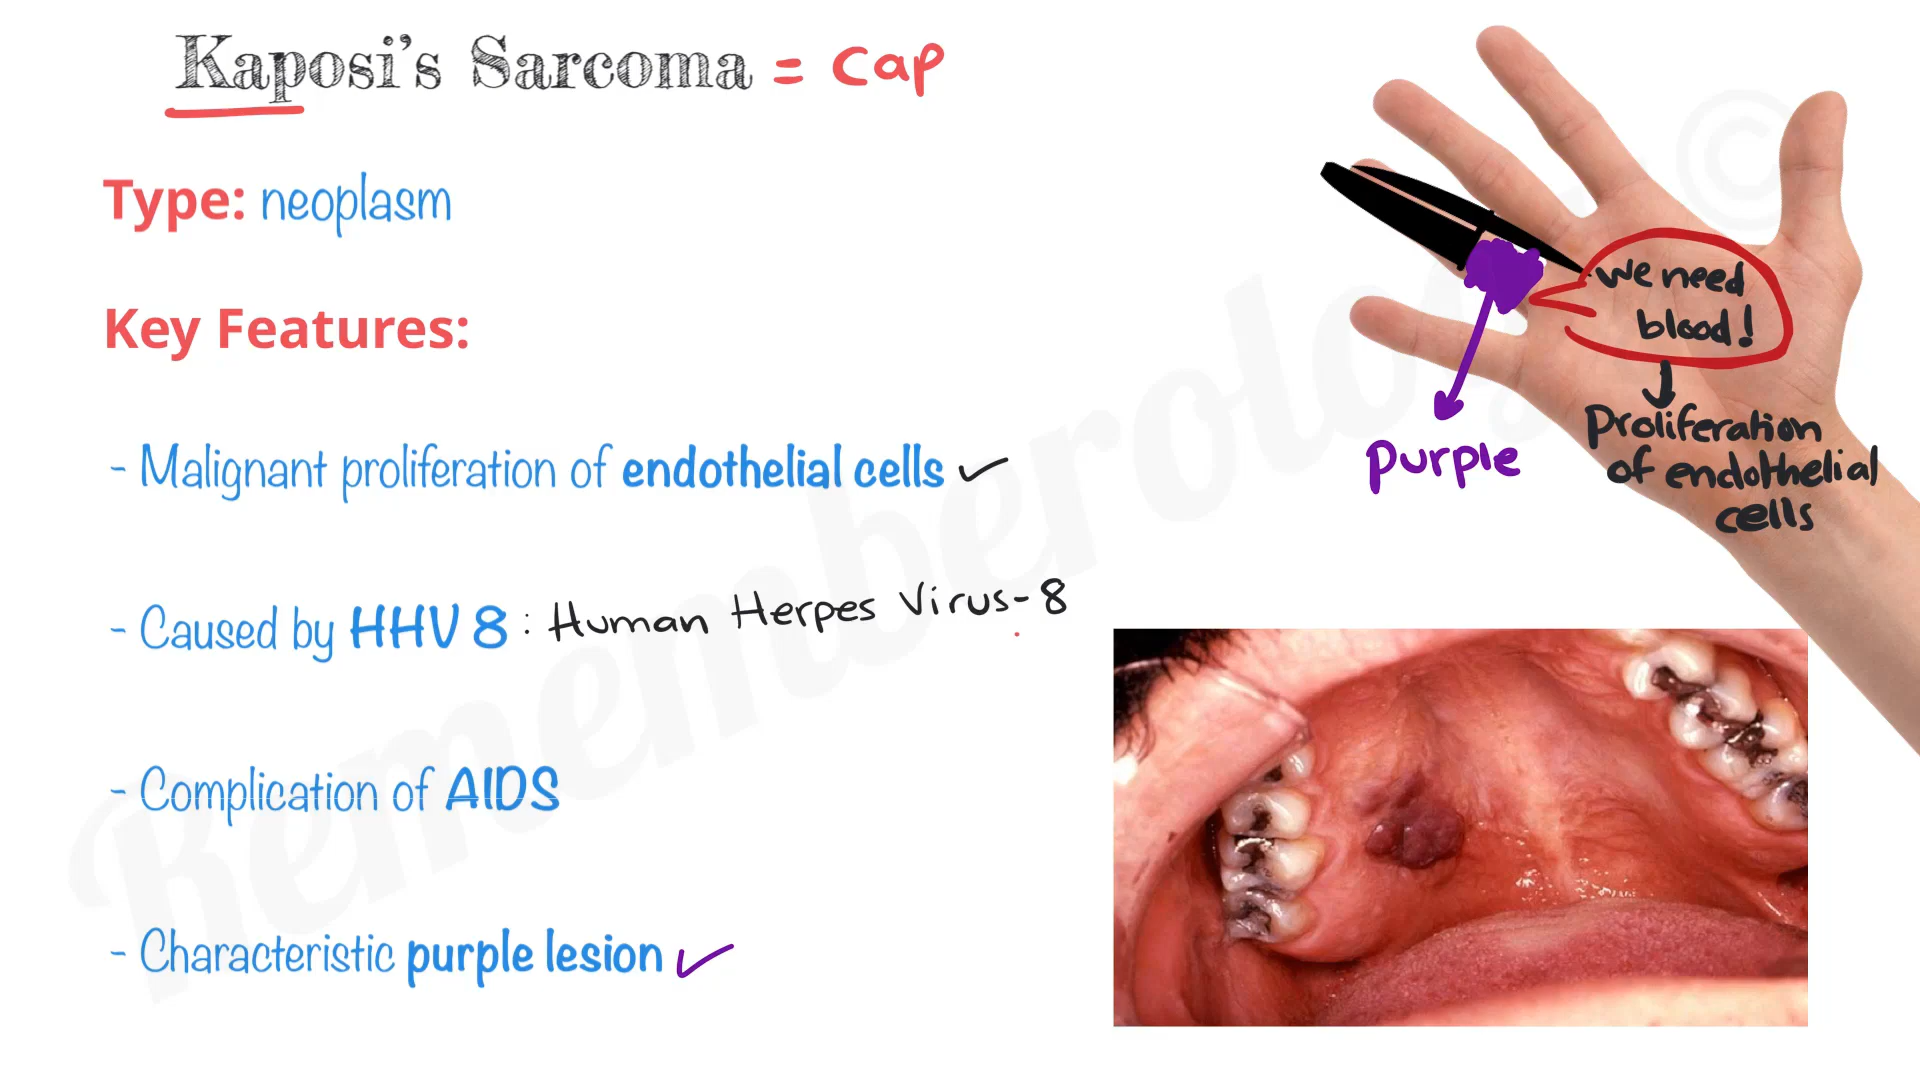 Kaposi's Sarcoma = Cap
Type: neoplasm
Key Features:
- Malignant proliferation of endothelial cells ✓
- Caused by HHV 8 : Human Herpes Virus-8
- Complication of AIDS
- Characteristic purple lesion ✓
We need
blood!
Proliferation
of endothelial
cells
purple
Rememberology ©